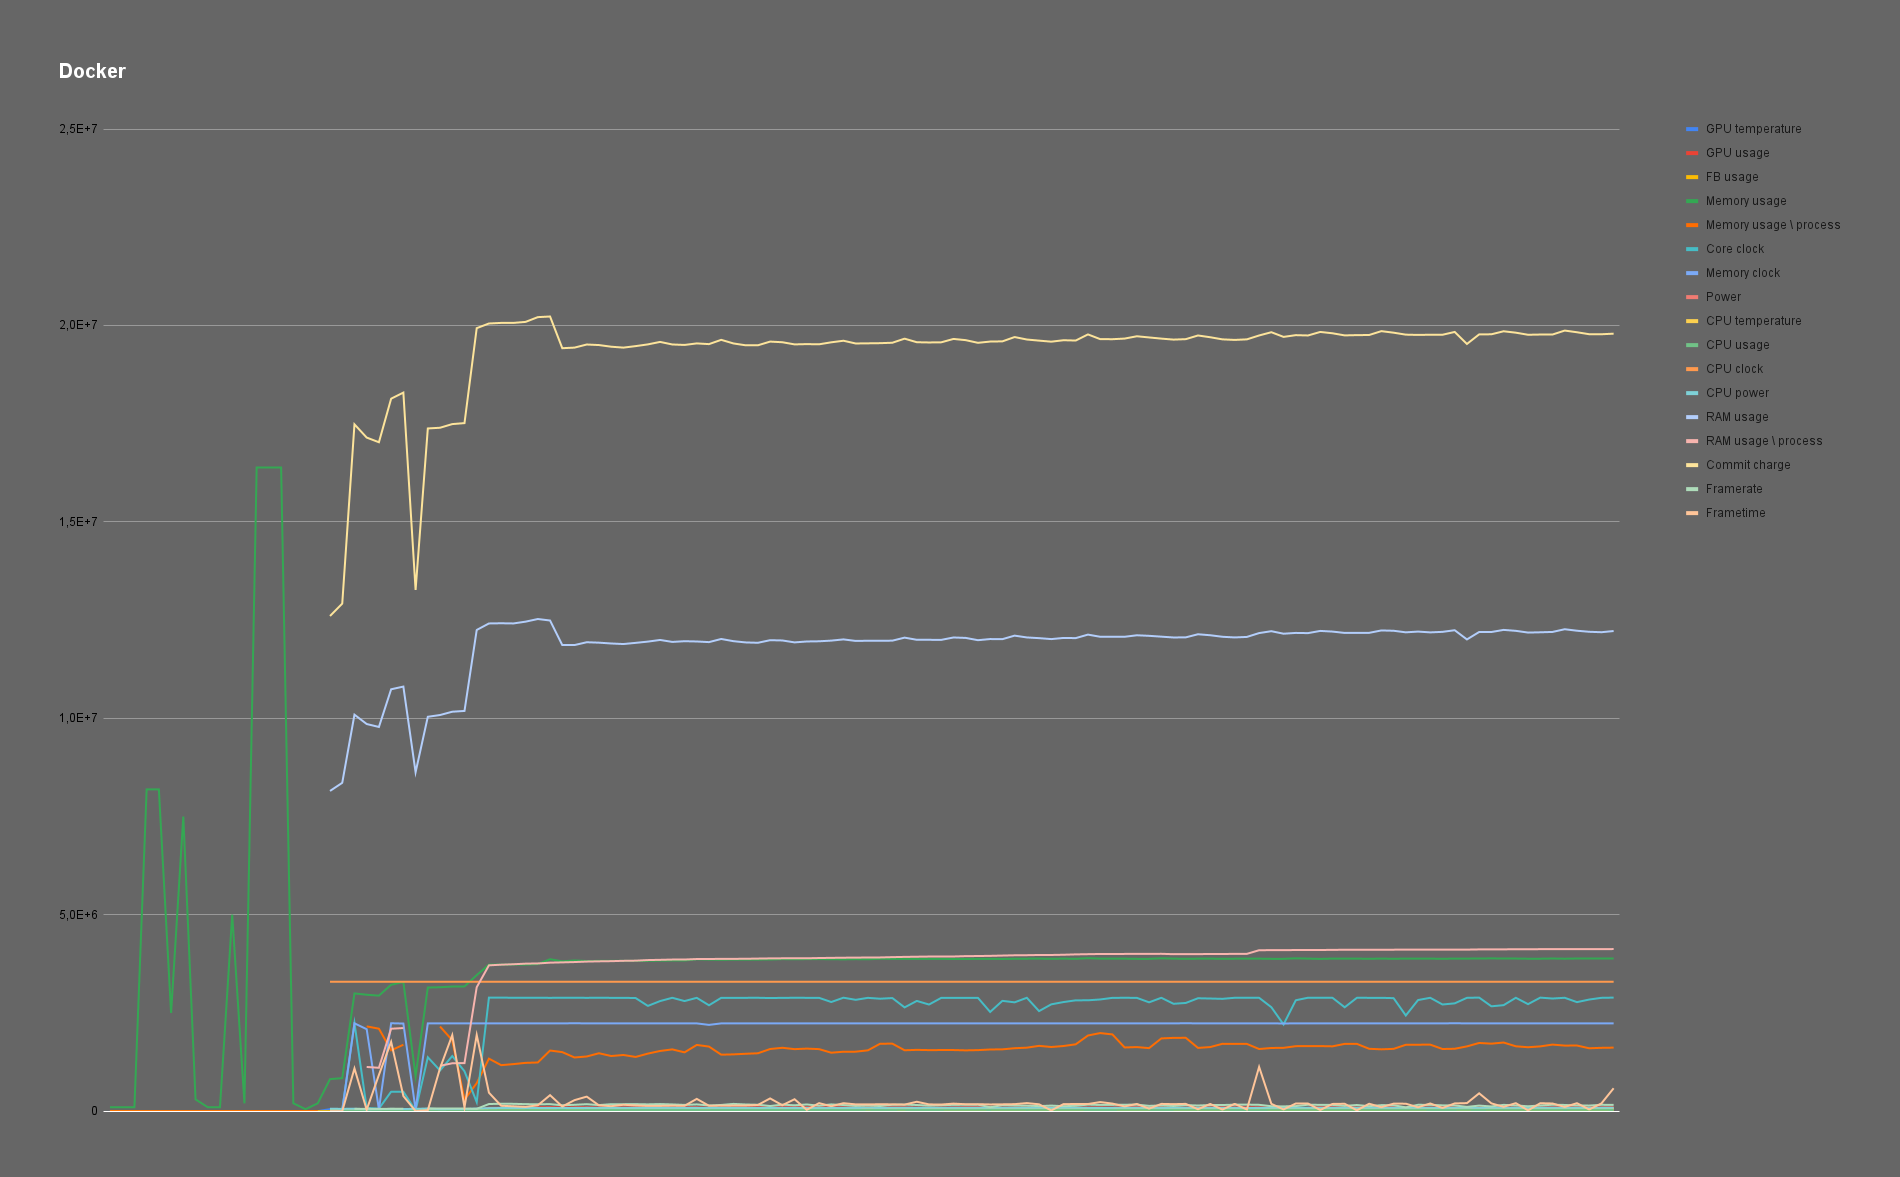 Docker
2,5E+7
2,0E+7
1,5E+7
1,0E+7
5,0E+6
0
GPU temperature
GPU usage
FB usage
Memory usage
Memory usage \ process
Core clock
Memory clock
Power
CPU temperature
CPU usage
CPU clock
CPU power
RAM usage
RAM usage \ process
Commit charge
Framerate
Frametime